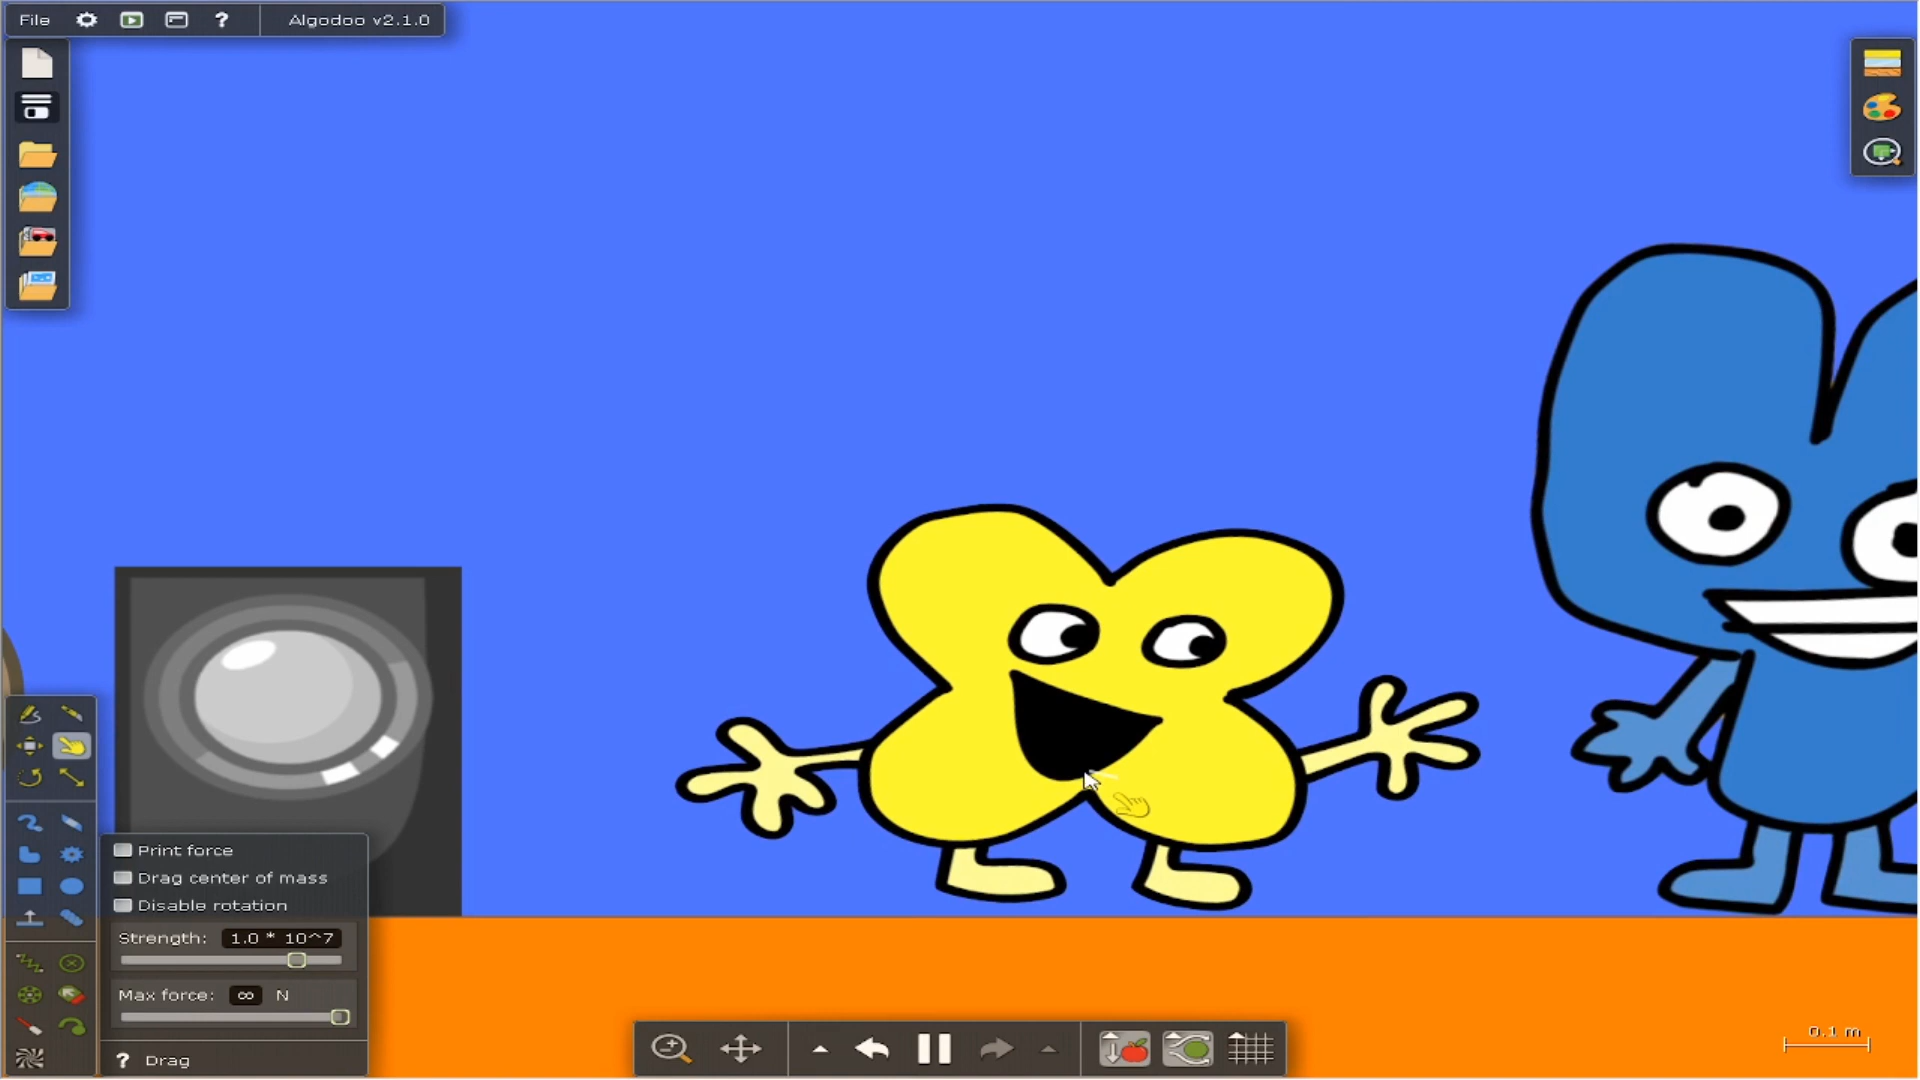 File ? Algodoo v2.1.0
Print force
Drag center of mass
Disable rotation
Strength: 1.0 * 10^7
Max force: ∞ N
? Drag
0.1 m